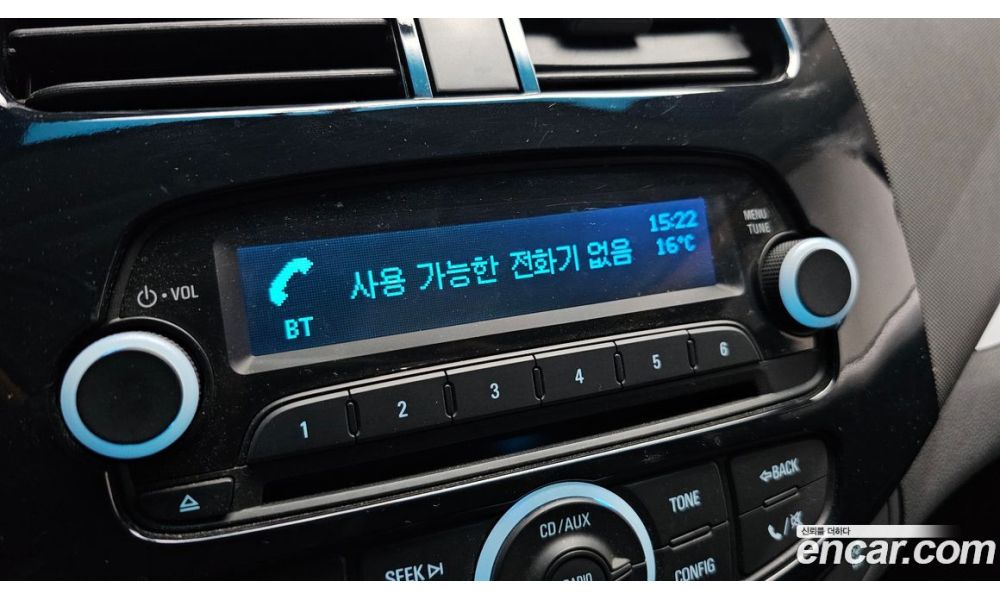 15:22
MENU
TUNE
사용 가능한 전화기 없음
16°C
BT
VOL
1
2
3
4
5
6
BACK
TONE
CD/AUX
SEEK
CONFIG
RADIO
신뢰를 더하다
encar.com